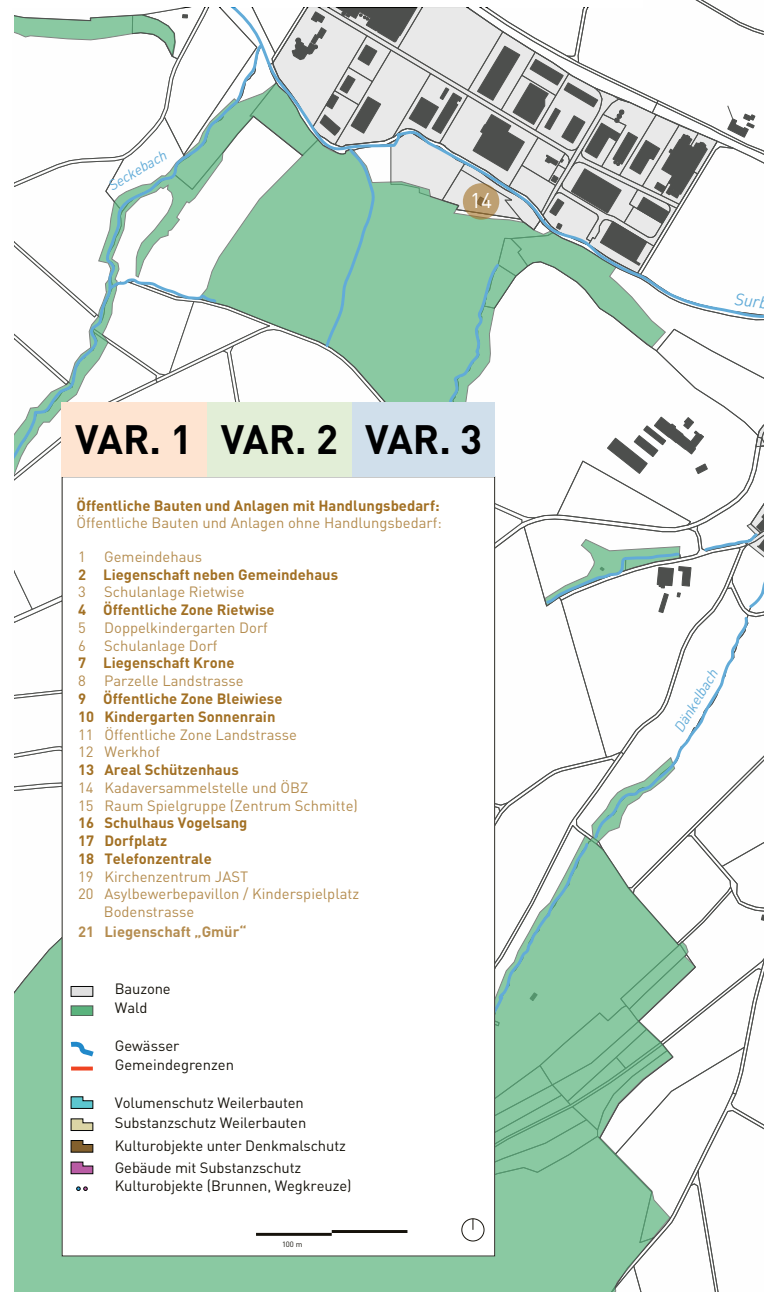 Seckebach
14
Surb
VAR. 1 VAR. 2 VAR. 3
Öffentliche Bauten und Anlagen mit Handlungsbedarf:
Öffentliche Bauten und Anlagen ohne Handlungsbedarf:
1 Gemeindehaus
2 Liegenschaft neben Gemeindehaus
3 Schulanlage Rietwise
4 Öffentliche Zone Rietwise
5 Doppelkindergarten Dorf
6 Schulanlage Dorf
7 Liegenschaft Krone
8 Parzelle Landstrasse
9 Öffentliche Zone Bleiwiese
10 Kindergarten Sonnenrain
11 Öffentliche Zone Landstrasse
12 Werkhof
13 Areal Schützenhaus
14 Kadaversammelstelle und ÖBZ
15 Raum Spielgruppe (Zentrum Schmitte)
16 Schulhaus Vogelsang
17 Dorfplatz
18 Telefonzentrale
19 Kirchenzentrum JAST
20 Asylbewerbepavillon / Kinderspielplatz
Bodenstrasse
21 Liegenschaft „Gmür“
Bauzone
Wald
Gewässer
Gemeindegrenzen
Volumenschutz Weilerbauten
Substanzschutz Weilerbauten
Kulturobjekte unter Denkmalschutz
Gebäude mit Substanzschutz
Kulturobjekte (Brunnen, Wegkreuze)
100 m
Dänkelbach